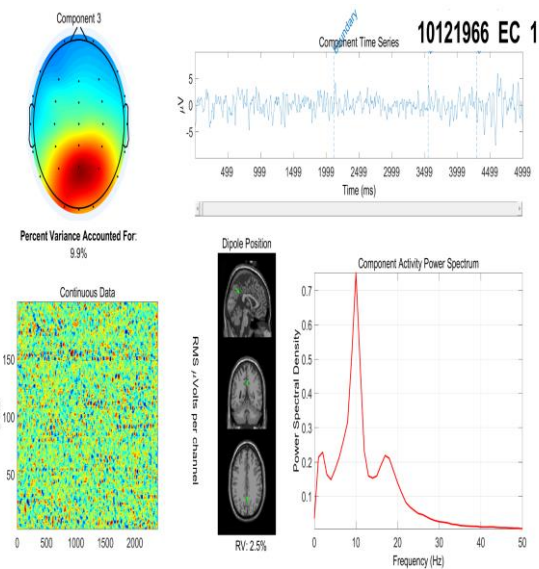 Component 3
10121966 EC 1
boundary
Component Time Series
μV
5
0
-5
499 999 1499 1999 2499 2999 3499 3999 4499 4999
Time (ms)
Percent Variance Accounted For:
9.9%
Continuous Data
150
100
50
0 500 1000 1500 2000
Dipole Position
RMS μVolts per channel
RV: 2.5%
Component Activity Power Spectrum
Power Spectral Density
0.7
0.6
0.5
0.4
0.3
0.2
0.1
0 10 20 30 40 50
Frequency (Hz)